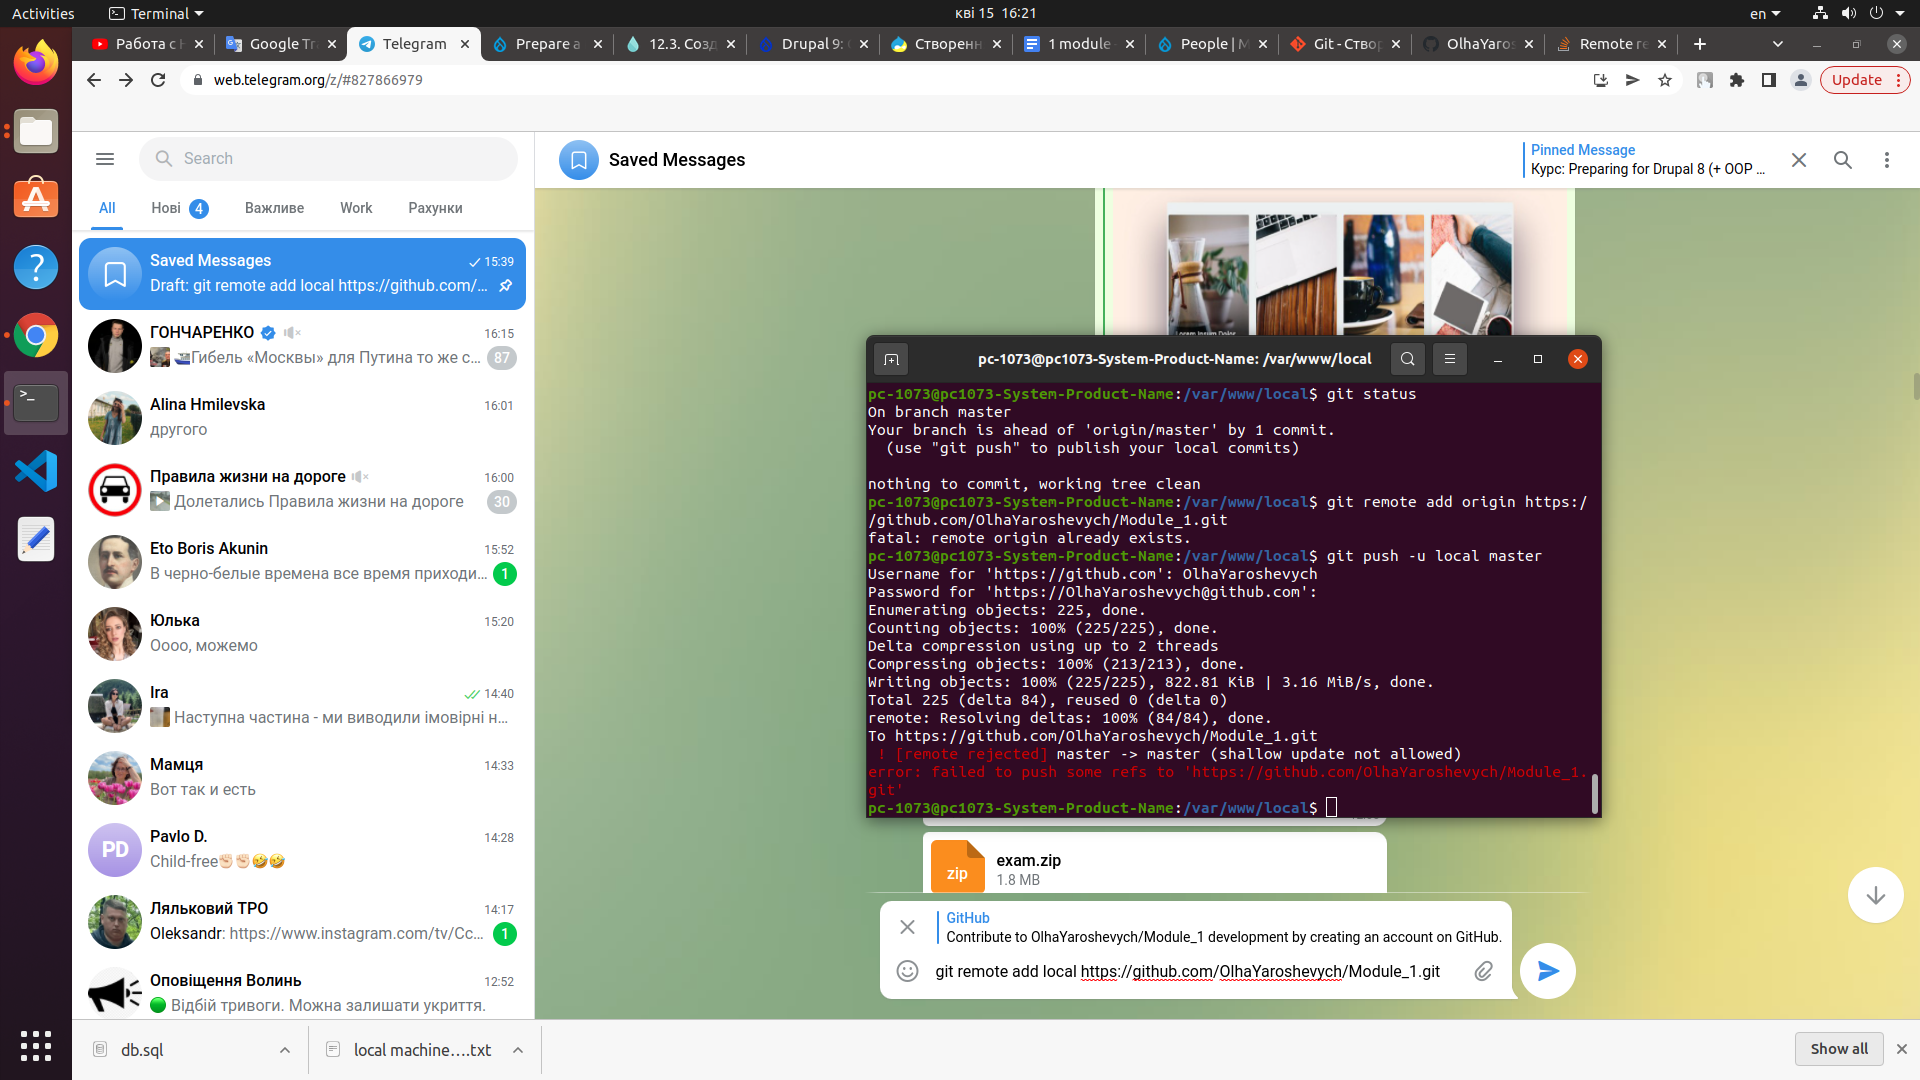 Activities
Terminal
кві 15 16:21
en
Работа с
Google Tr
Telegram
Prepare a
12.3. Созд
Drupal 9:
Створенн
1 module
People | M
Git - Створ
OlhaYaros
Remote re
web.telegram.org/z/#827866979
Update
Search
All
Нові 4
Важливе
Work
Рахунки
Saved Messages
15:39
Draft: git remote add local https://github.com/...
ГОНЧАРЕНКО
16:15
Гибель «Москвы» для Путина то же с...
87
Alina Hmilevska
16:01
другого
Правила жизни на дороге
16:00
Долетались Правила жизни на дороге
30
Eto Boris Akunin
15:52
В черно-белые времена все время приходи...
1
Юлька
15:20
Оооо, можемо
Ira
14:40
Наступна частина - ми виводили імовірні н...
Мамця
14:33
Вот так и есть
PD
Pavlo D.
14:28
Child-free✊🏻✊🏻🤣🤣
Ляльковий ТРО
14:17
Oleksandr: https://www.instagram.com/tv/Cc...
1
Оповіщення Волинь
12:52
Відбій тривоги. Можна залишати укриття.
Saved Messages
Pinned Message
Курс: Preparing for Drupal 8 (+ OOP ...
pc-1073@pc1073-System-Product-Name: /var/www/local
pc-1073@pc1073-System-Product-Name:/var/www/local$ git status
On branch master
Your branch is ahead of 'origin/master' by 1 commit.
(use "git push" to publish your local commits)
nothing to commit, working tree clean
pc-1073@pc1073-System-Product-Name:/var/www/local$ git remote add origin https:/
/github.com/OlhaYaroshevych/Module_1.git
fatal: remote origin already exists.
pc-1073@pc1073-System-Product-Name:/var/www/local$ git push -u local master
Username for 'https://github.com': OlhaYaroshevych
Password for 'https://OlhaYaroshevych@github.com':
Enumerating objects: 225, done.
Counting objects: 100% (225/225), done.
Delta compression using up to 2 threads
Compressing objects: 100% (213/213), done.
Writing objects: 100% (225/225), 822.81 KiB | 3.16 MiB/s, done.
Total 225 (delta 84), reused 0 (delta 0)
remote: Resolving deltas: 100% (84/84), done.
To https://github.com/OlhaYaroshevych/Module_1.git
! [remote rejected] master -> master (shallow update not allowed)
error: failed to push some refs to 'https://github.com/OlhaYaroshevych/Module_1.
git'
pc-1073@pc1073-System-Product-Name:/var/www/local$
zip
exam.zip
1.8 MB
GitHub
Contribute to OlhaYaroshevych/Module_1 development by creating an account on GitHub.
git remote add local https://github.com/OlhaYaroshevych/Module_1.git
db.sql
local machine....txt
Show all